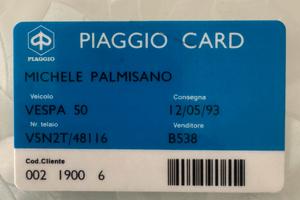 PIAGGIO CARD
PIAGGIO
MICHELE PALMISANO
Veicolo Consegna
VESPA 50 12/05/93
Nr. telaio Venditore
V5N2T/48116 B538
Cod.Cliente
002 1900 6